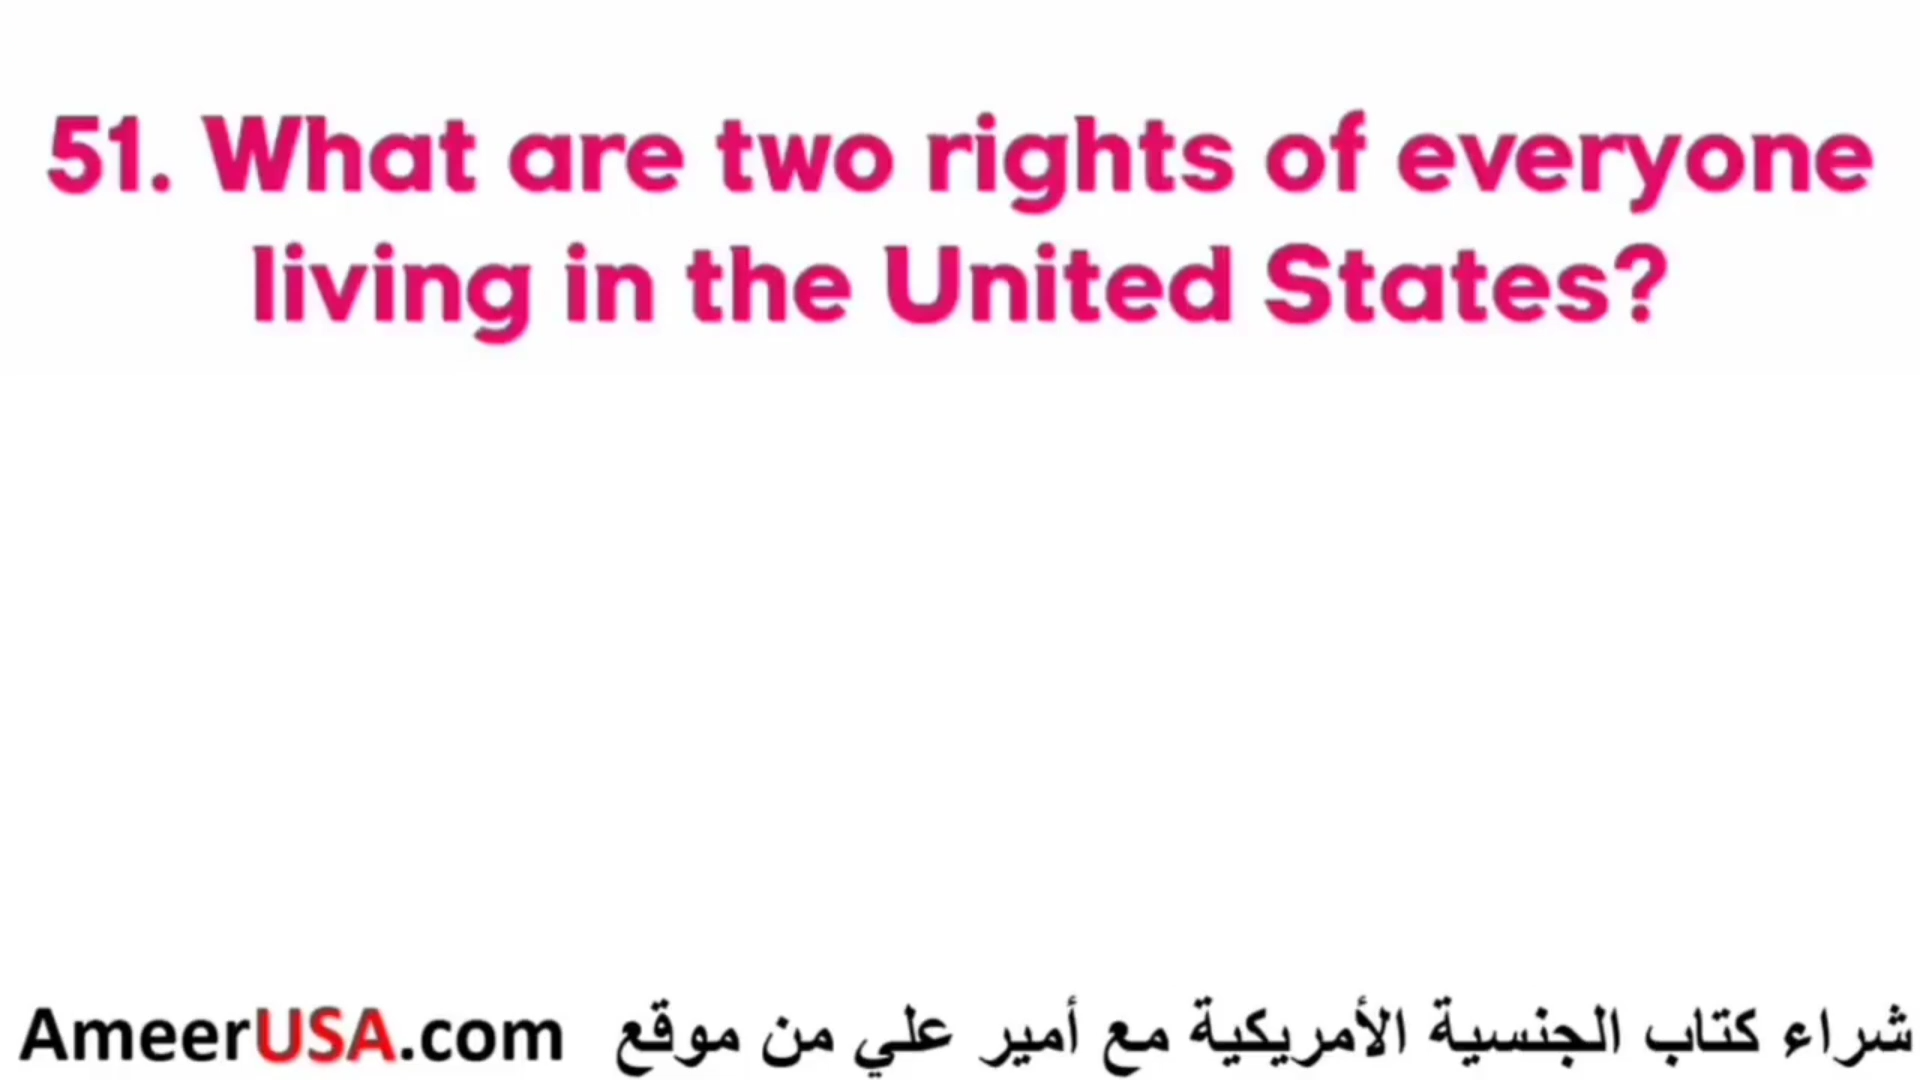 51. What are two rights of everyone
living in the United States?
شراء كتاب الجنسية الأمريكية مع أمير علي من موقع AmeerUSA.com